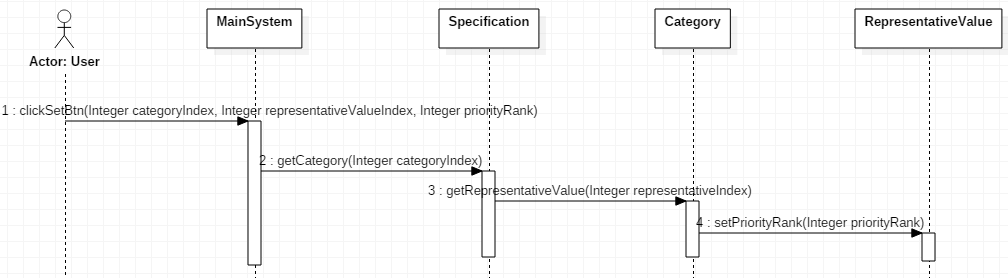 MainSystem
Specification
Category
RepresentativeValue
Actor: User
1 : clickSetBtn(Integer categoryIndex, Integer representativeValueIndex, Integer priorityRank)
2 : getCategory(Integer categoryIndex)
3 : getRepresentativeValue(Integer representativeIndex)
4 : setPriorityRank(Integer priorityRank)